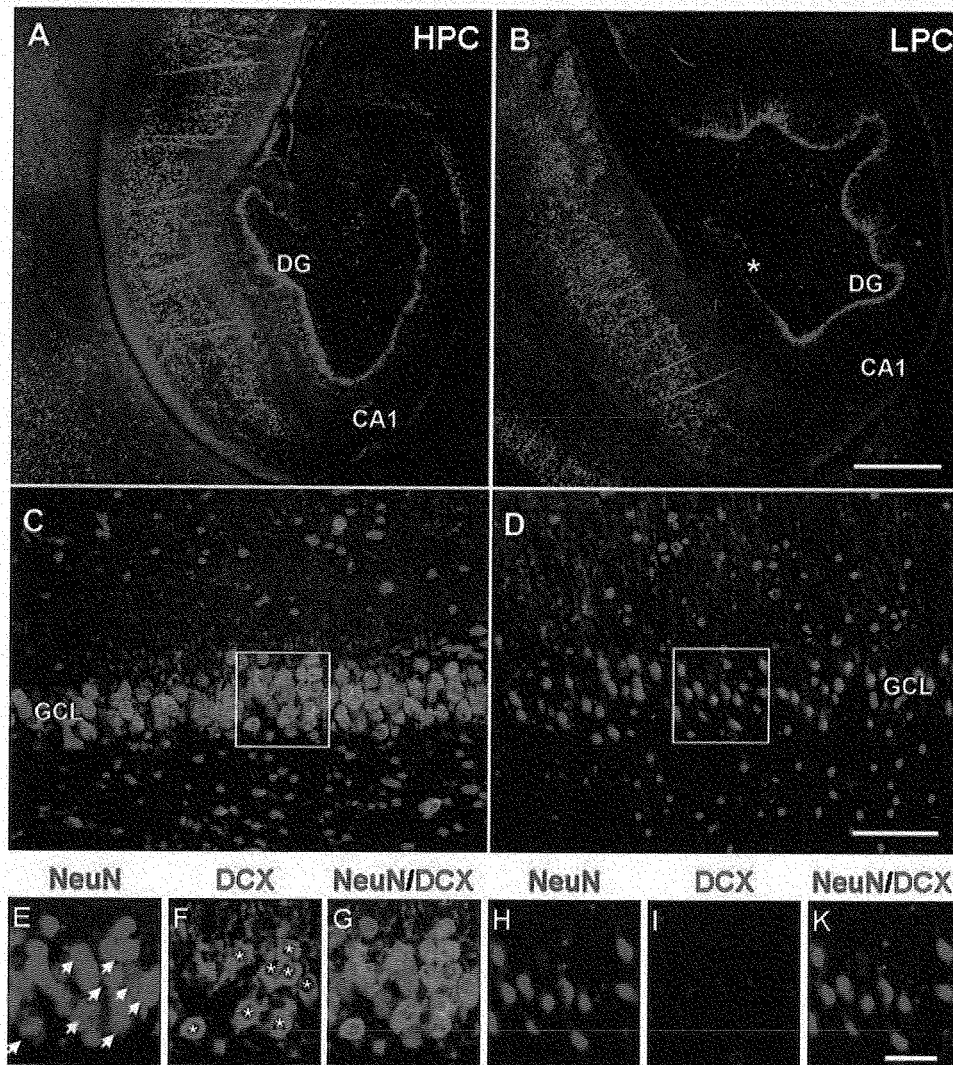 A HPC B LPC
DG
* DG
CA1
CA1
C D
GCL GCL
NeuN DCX NeuN/DCX NeuN DCX NeuN/DCX
E F G H I K
* * * * * * * *